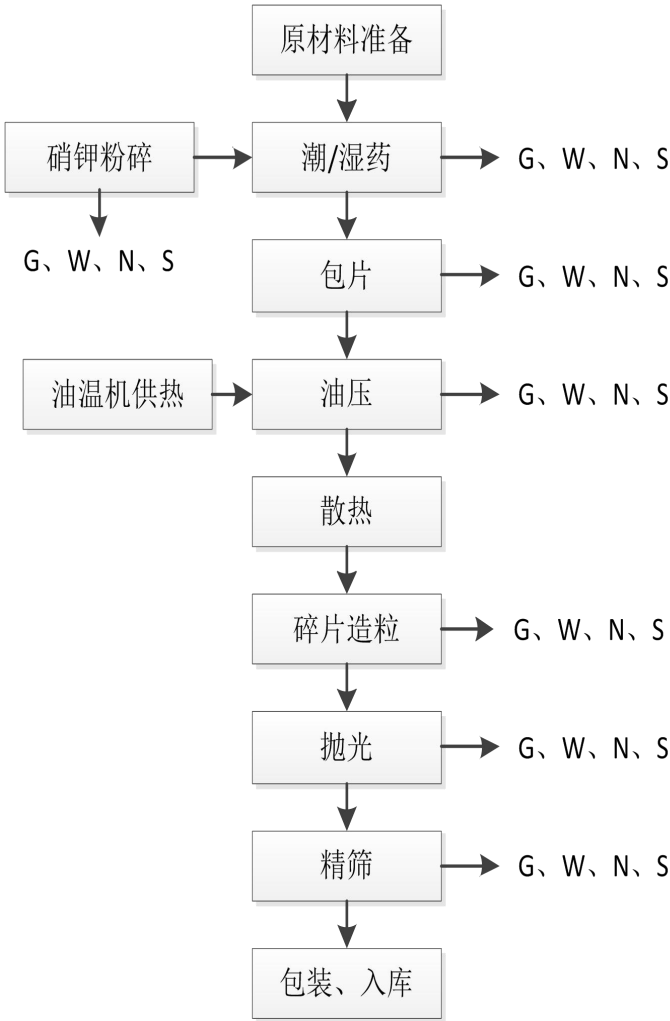 原材料准备
硝钾粉碎
潮/湿药
G、W、N、S
G、W、N、S
包片
G、W、N、S
油温机供热
油压
G、W、N、S
散热
碎片造粒
G、W、N、S
抛光
G、W、N、S
精筛
G、W、N、S
包装、入库